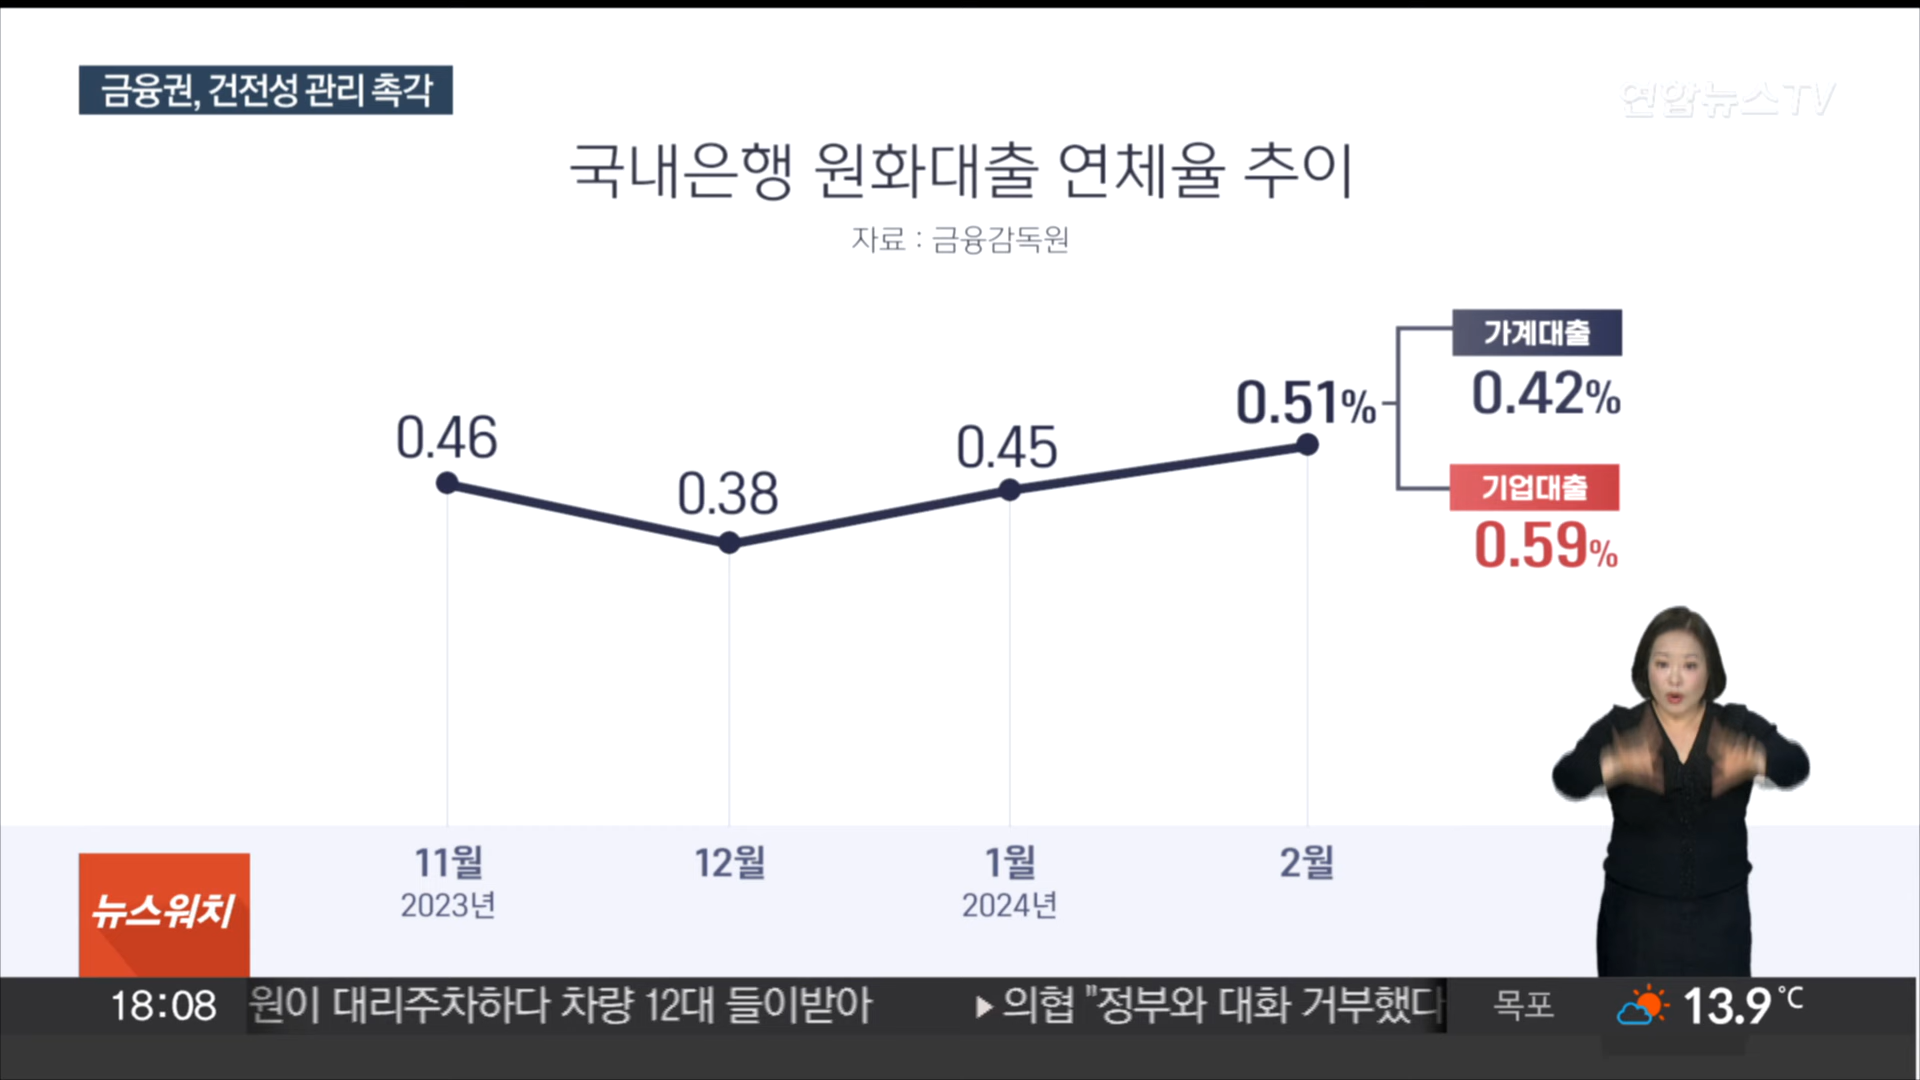 금융권, 건전성 관리 촉각
연합뉴스TV
국내은행 원화대출 연체율 추이
자료 : 금융감독원
가계대출
0.42%
0.51%
0.46
0.45
0.38
기업대출
0.59%
11월
12월
1월
2월
2023년
2024년
뉴스워치
18:08
원이 대리주차하다 차량 12대 들이받아
▶의협 "정부와 대화 거부했다
목포
13.9°C